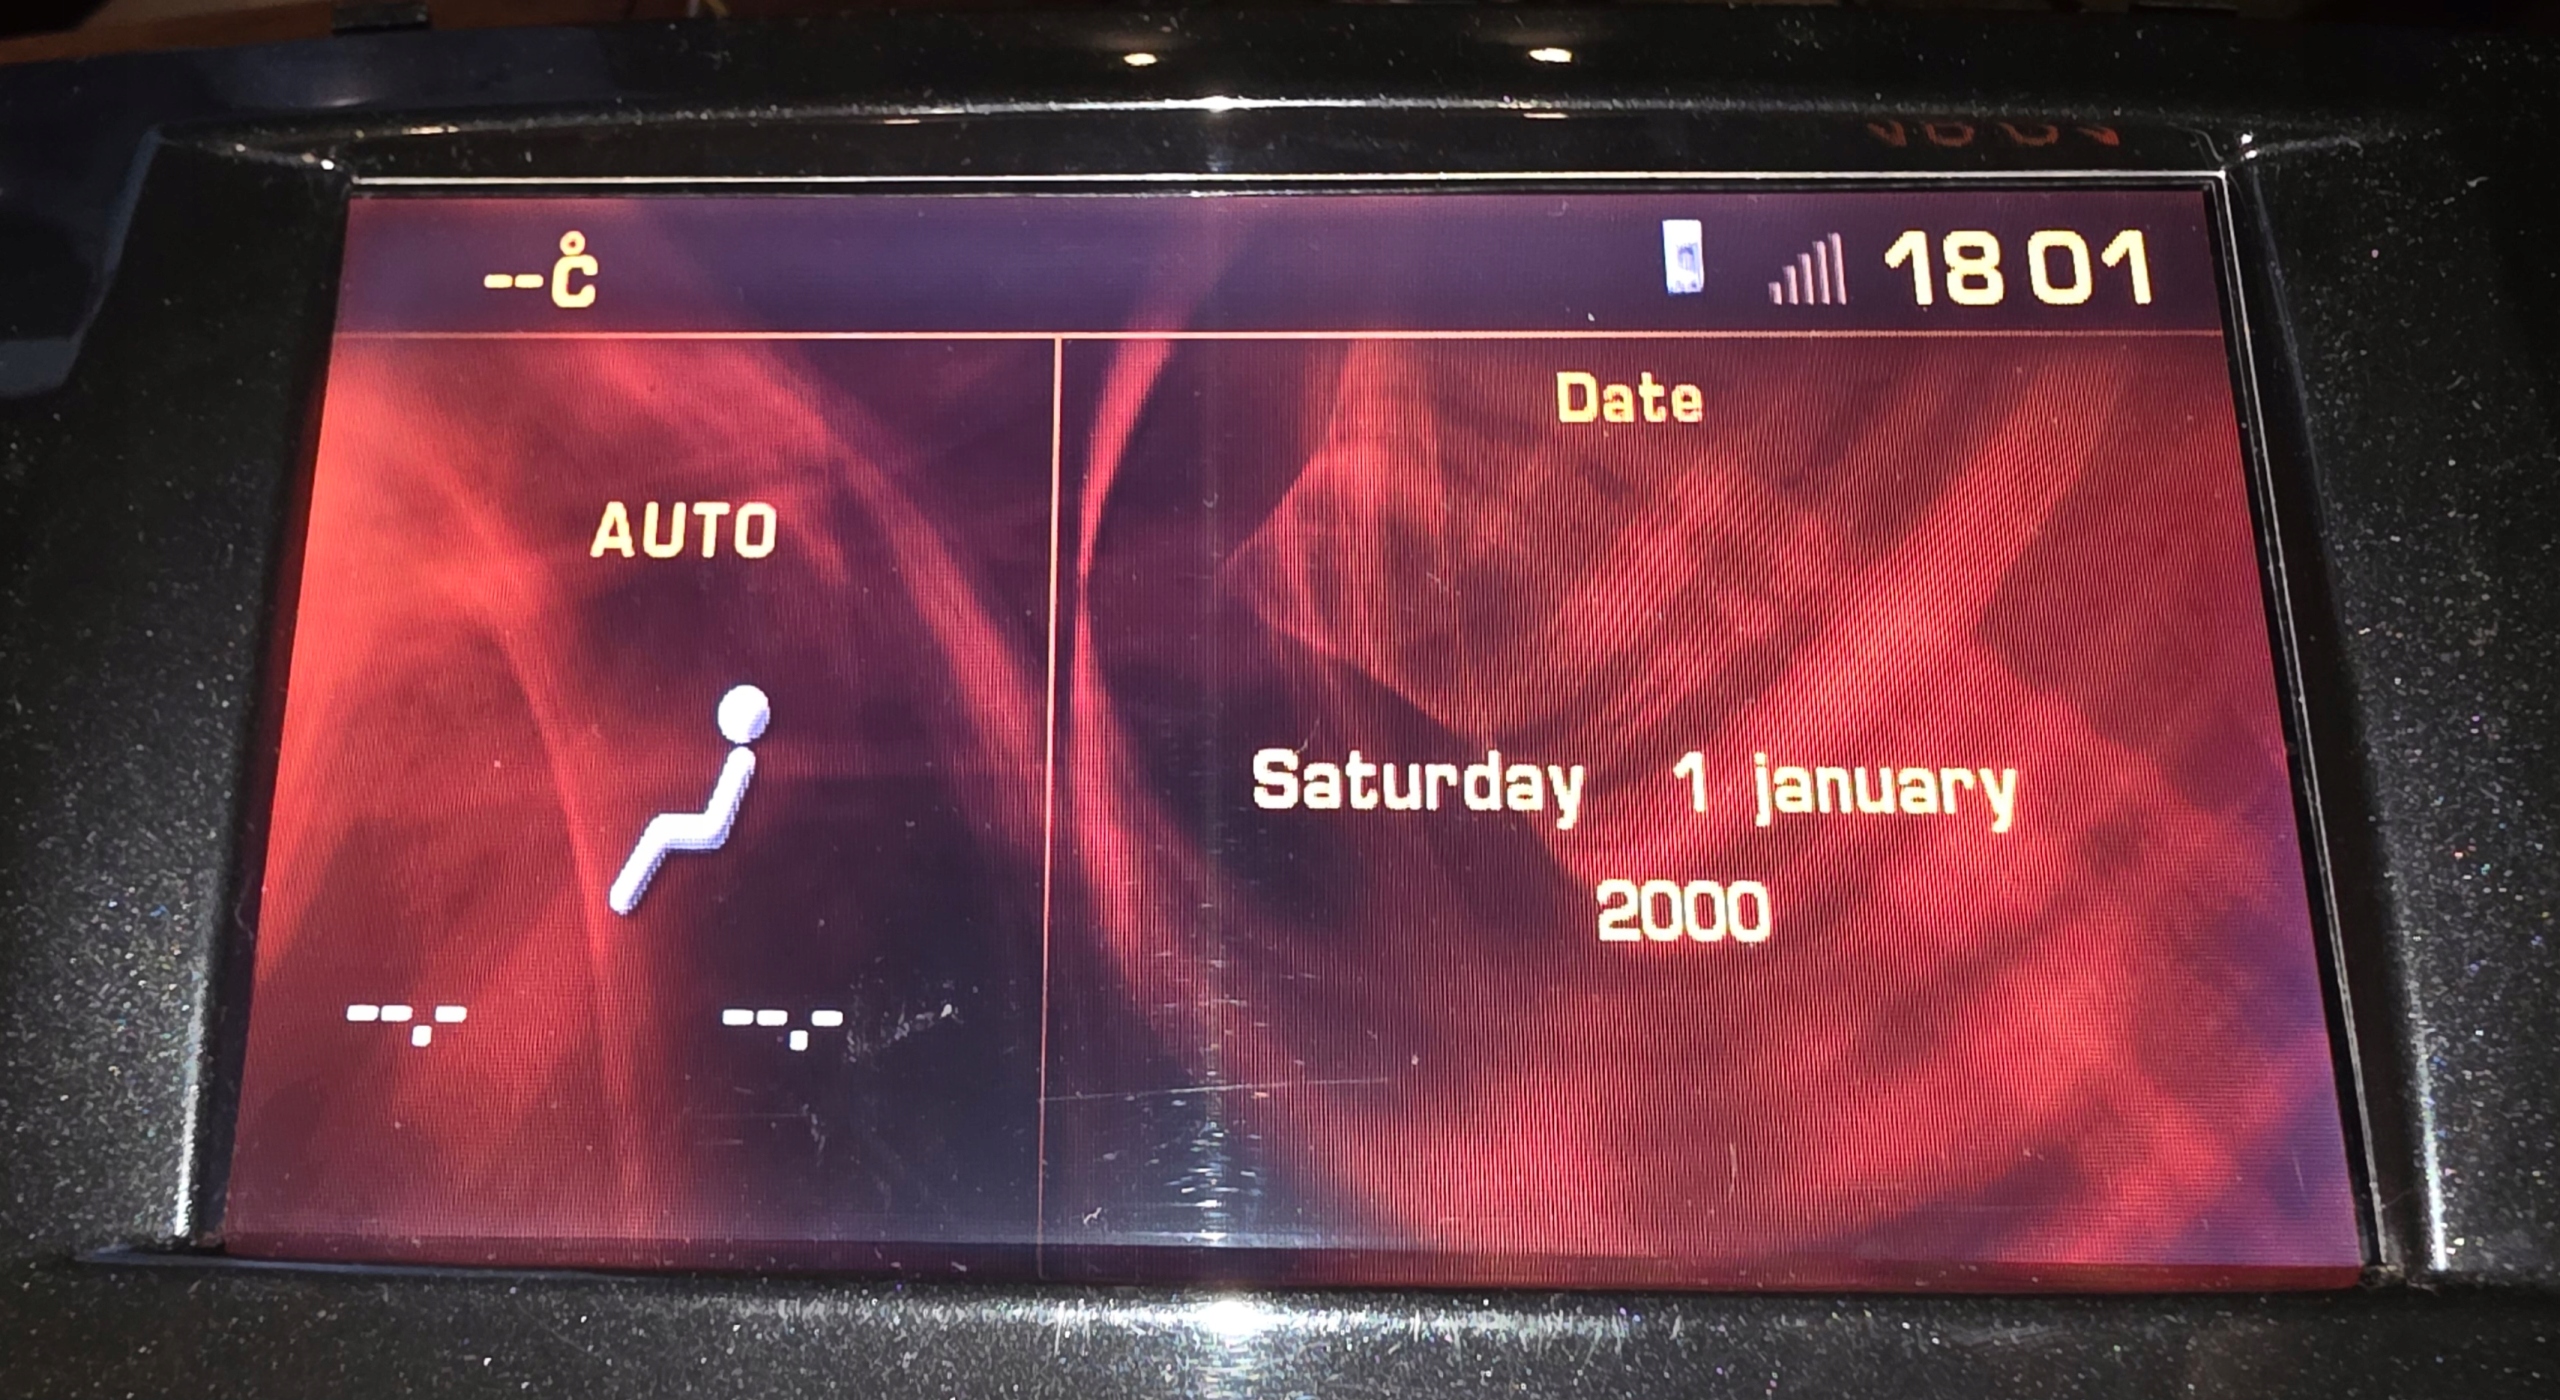 --°C
18 01
Date
AUTO
Saturday 1 january
2000
--.- --.-